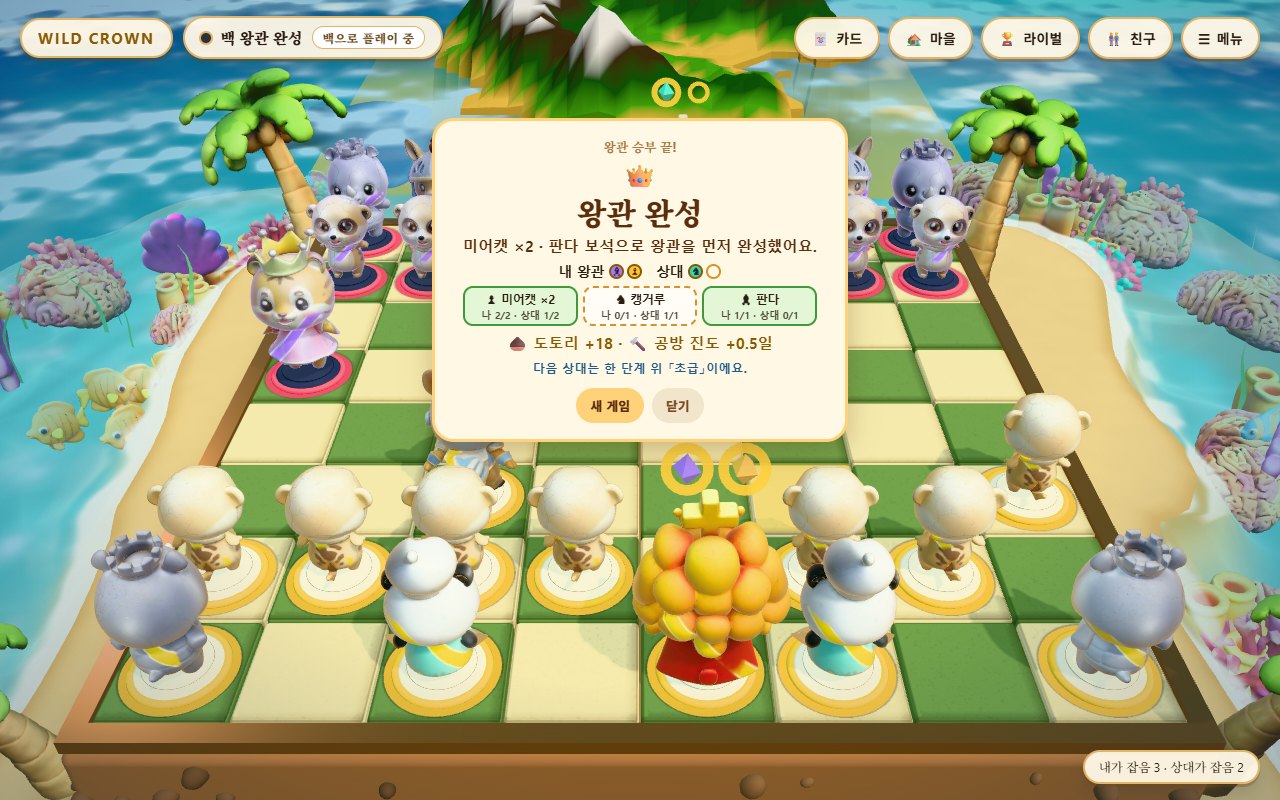 WILD CROWN
백 왕관 완성
백으로 플레이 중
카드
마을
라이벌
친구
☰ 메뉴
왕관 승부 끝!
왕관 완성
미어캣 ×2 · 판다 보석으로 왕관을 먼저 완성했어요.
내 왕관 상대
미어캣 ×2
나 2/2 · 상대 1/2
캥거루
나 0/1 · 상대 1/1
판다
나 1/1 · 상대 0/1
도토리 +18 · 공방 진도 +0.5일
다음 상대는 한 단계 위 「초급」이에요.
새 게임
닫기
내가 잡음 3 · 상대가 잡음 2